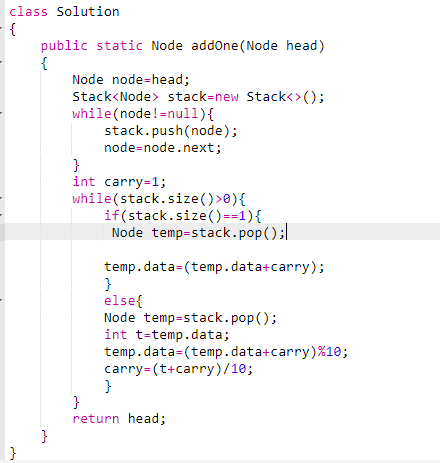 class Solution
{
    public static Node addOne(Node head)
    {
        Node node=head;
        Stack<Node> stack=new Stack<>();
        while(node!=null){
            stack.push(node);
            node=node.next;
        }
        int carry=1;
        while(stack.size()>0){
            if(stack.size()==1){
             Node temp=stack.pop();

            temp.data=(temp.data+carry);
            }
            else{
            Node temp=stack.pop();
            int t=temp.data;
            temp.data=(temp.data+carry)%10;
            carry=(t+carry)/10;
            }
        }
        return head;
    }
}